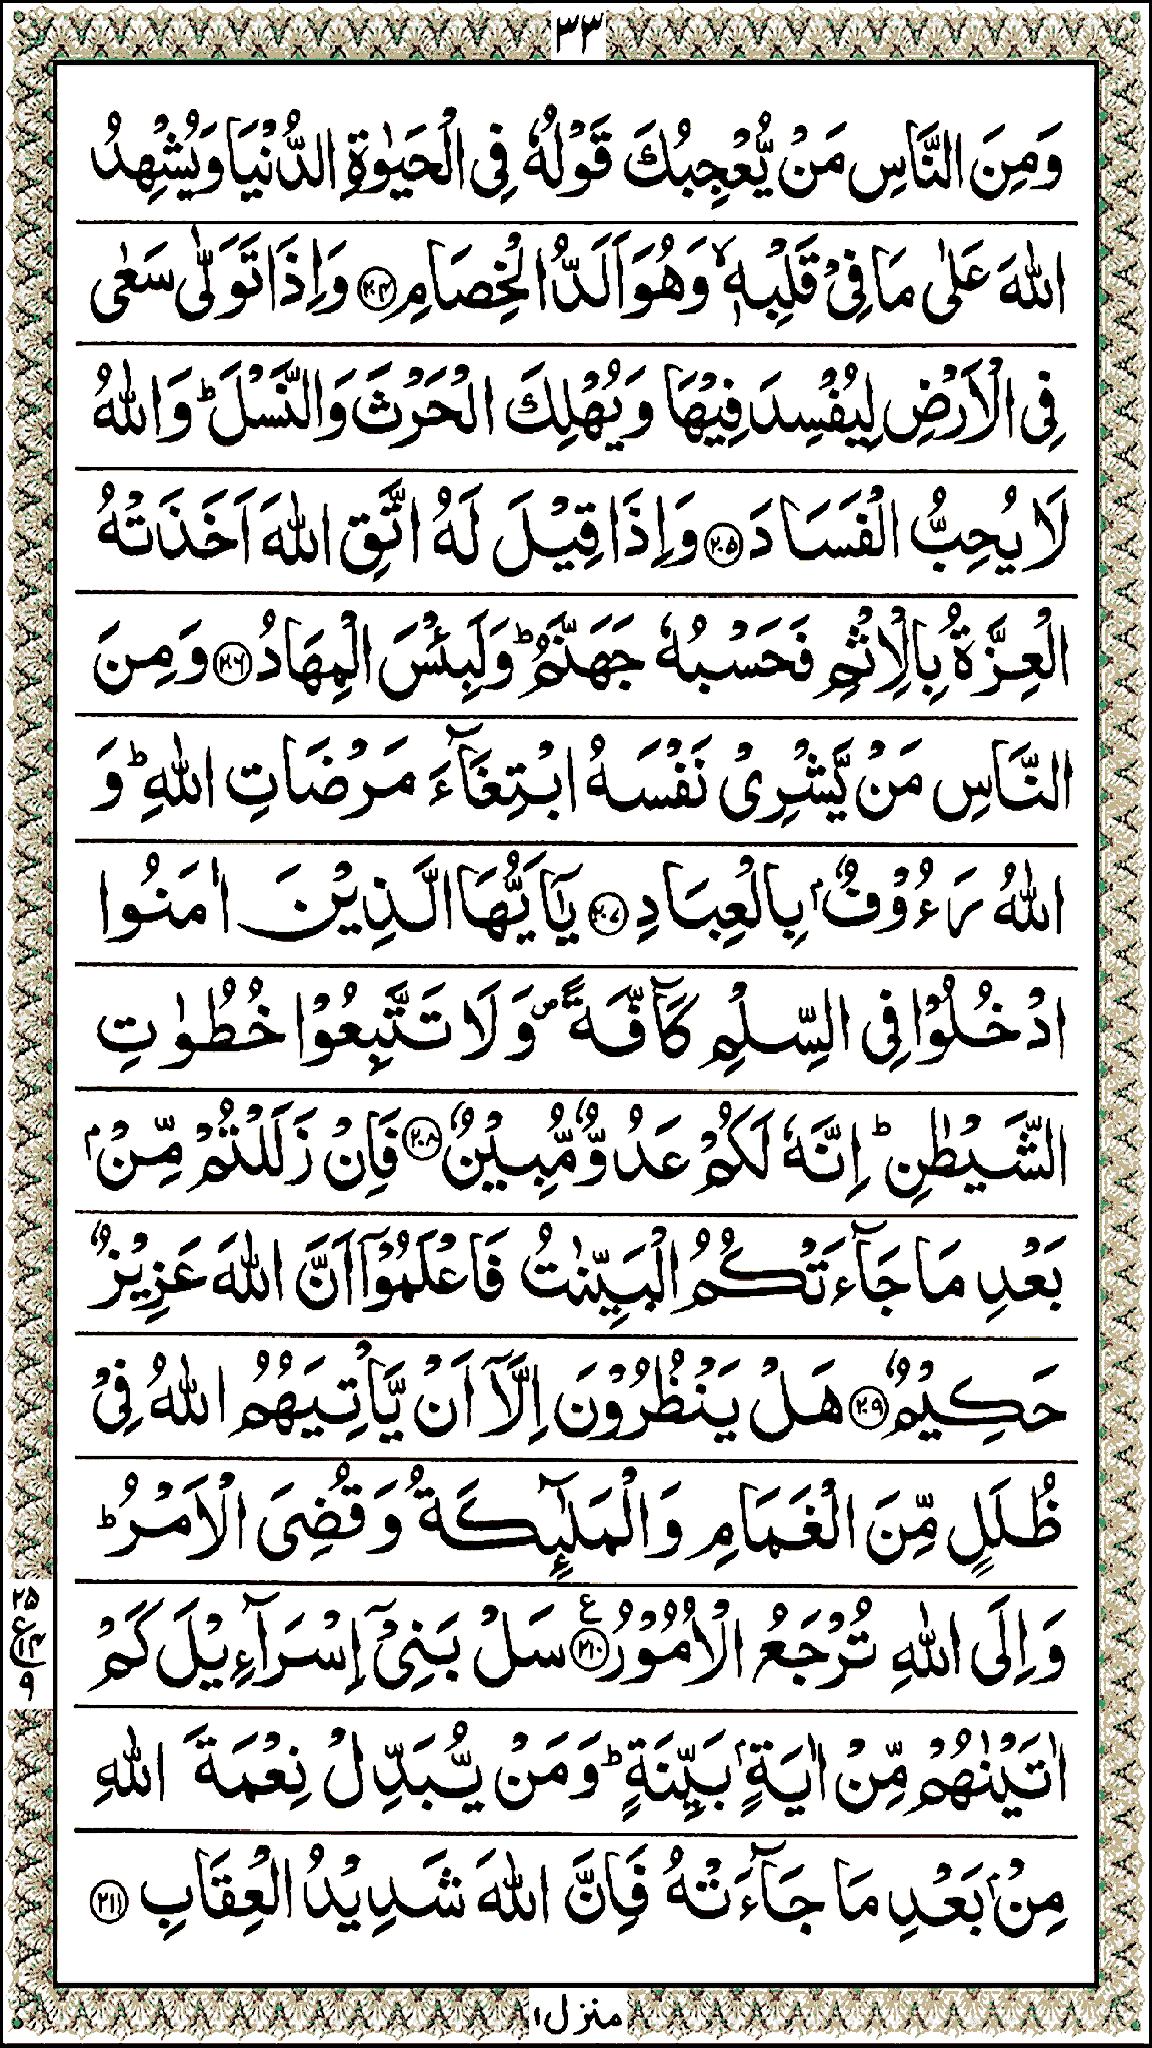 ٣٣
وَمِنَ النَّاسِ مَنْ يُّعْجِبُكَ قَوْلُهٗ فِى الْحَيٰوةِ الدُّنْيَا وَيُشْهِدُ
اللّٰهَ عَلٰى مَا فِىْ قَلْبِهٖ ۙ وَهُوَ اَلَدُّ الْخِصَامِ ﴿٢٠٤﴾ وَاِذَا تَوَلّٰى سَعٰى
فِى الْاَرْضِ لِيُفْسِدَ فِيْهَا وَيُهْلِكَ الْحَرْثَ وَالنَّسْلَ ؕ وَاللّٰهُ
لَا يُحِبُّ الْفَسَادَ ﴿٢٠٥﴾ وَاِذَا قِيْلَ لَهُ اتَّقِ اللّٰهَ اَخَذَتْهُ
الْعِزَّةُ بِالْاِثْمِ فَحَسْبُهٗ جَهَنَّمُ ؕ وَلَبِئْسَ الْمِهَادُ ﴿٢٠٦﴾ وَمِنَ
النَّاسِ مَنْ يَّشْرِىْ نَفْسَهُ ابْتِغَآءَ مَرْضَاتِ اللّٰهِ ؕ وَ
اللّٰهُ رَءُوْفٌۢ بِالْعِبَادِ ﴿٢٠٧﴾ يٰٓاَيُّهَا الَّذِيْنَ اٰمَنُوا
ادْخُلُوْا فِى السِّلْمِ كَآفَّةً ۪ وَلَا تَتَّبِعُوْا خُطُوٰتِ
الشَّيْطٰنِ ؕ اِنَّهٗ لَكُمْ عَدُوٌّ مُّبِيْنٌ ﴿٢٠٨﴾ فَاِنْ زَلَلْتُمْ مِّنْۢ
بَعْدِ مَا جَآءَتْكُمُ الْبَيِّنٰتُ فَاعْلَمُوْٓا اَنَّ اللّٰهَ عَزِيْزٌ
حَكِيْمٌ ﴿٢٠٩﴾ هَلْ يَنْظُرُوْنَ اِلَّآ اَنْ يَّاْتِيَهُمُ اللّٰهُ فِىْ
ظُلَلٍ مِّنَ الْغَمَامِ وَالْمَلٰٓئِكَةُ وَقُضِىَ الْاَمْرُ ؕ
وَاِلَى اللّٰهِ تُرْجَعُ الْاُمُوْرُ ﴿٢١٠﴾ ع سَلْ بَنِىْٓ اِسْرَآءِيْلَ كَمْ
اٰتَيْنٰهُمْ مِّنْ اٰيَةٍۢ بَيِّنَةٍ ؕ وَمَنْ يُّبَدِّلْ نِعْمَةَ اللّٰهِ
مِنْۢ بَعْدِ مَا جَآءَتْهُ فَاِنَّ اللّٰهَ شَدِيْدُ الْعِقَابِ ﴿٢١١﴾
٢٥
ع
٩
منزل ١